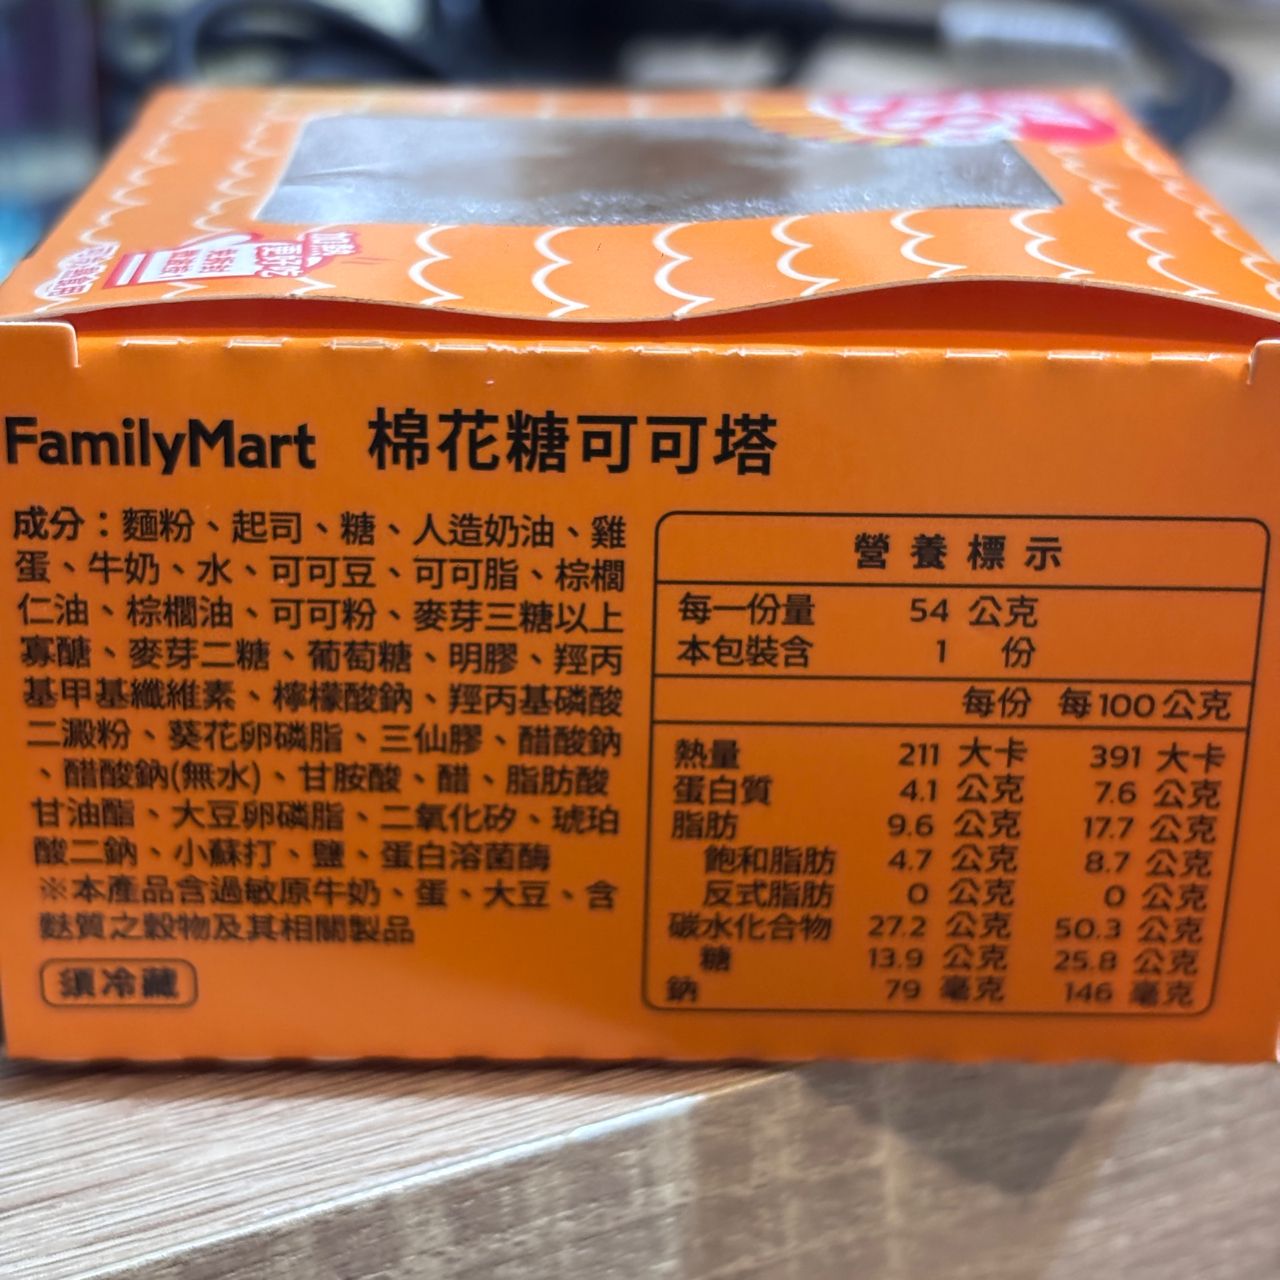 加熱
更好吃
FamilyMart 棉花糖可可塔
成分：麵粉、起司、糖、人造奶油、雞
蛋、牛奶、水、可可豆、可可脂、棕櫚
仁油、棕櫚油、可可粉、麥芽三糖以上
寡醣、麥芽二糖、葡萄糖、明膠、羥丙
基甲基纖維素、檸檬酸鈉、羥丙基磷酸
二澱粉、葵花卵磷脂、三仙膠、醋酸鈉
、醋酸鈉(無水)、甘胺酸、醋、脂肪酸
甘油酯、大豆卵磷脂、二氧化矽、琥珀
酸二鈉、小蘇打、鹽、蛋白溶菌酶
※本產品含過敏原牛奶、蛋、大豆、含
麩質之穀物及其相關製品
須冷藏
營養標示
每一份量 54 公克
本包裝含 1 份
每份 每100公克
熱量 211 大卡 391 大卡
蛋白質 4.1 公克 7.6 公克
脂肪 9.6 公克 17.7 公克
飽和脂肪 4.7 公克 8.7 公克
反式脂肪 0 公克 0 公克
碳水化合物 27.2 公克 50.3 公克
糖 13.9 公克 25.8 公克
鈉 79 毫克 146 毫克